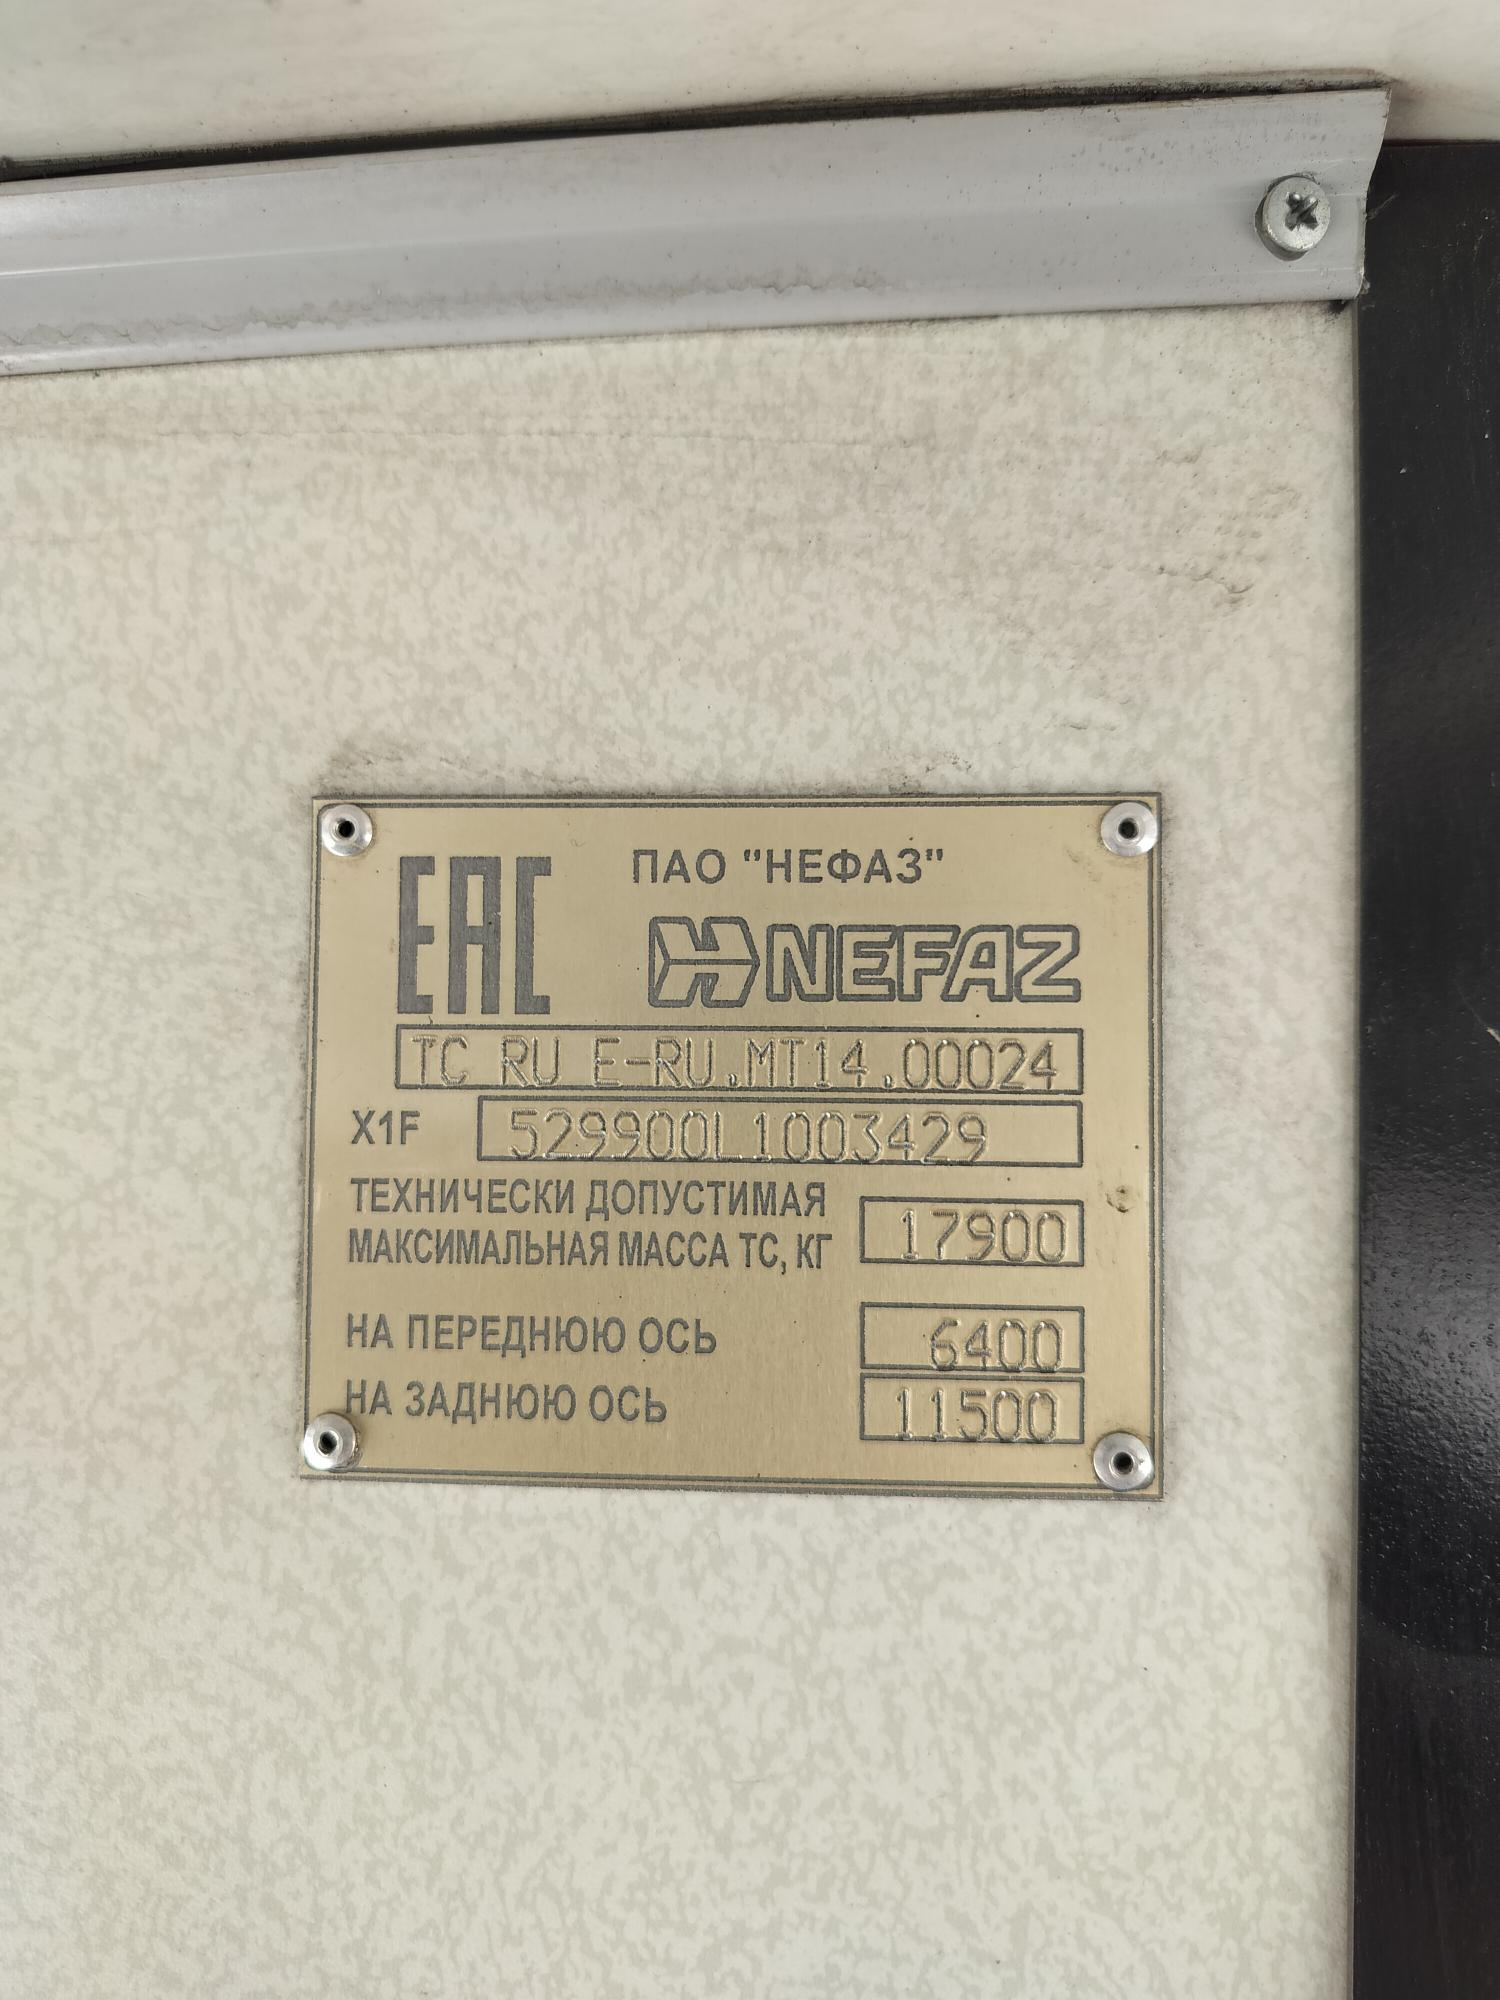 ЕАС
ПАО "НЕФАЗ"
NEFAZ
TC RU E-RU.MT14.00024
X1F 529900L1003429
ТЕХНИЧЕСКИ ДОПУСТИМАЯ
МАКСИМАЛЬНАЯ МАССА ТС, КГ 17900
НА ПЕРЕДНЮЮ ОСЬ 6400
НА ЗАДНЮЮ ОСЬ 11500